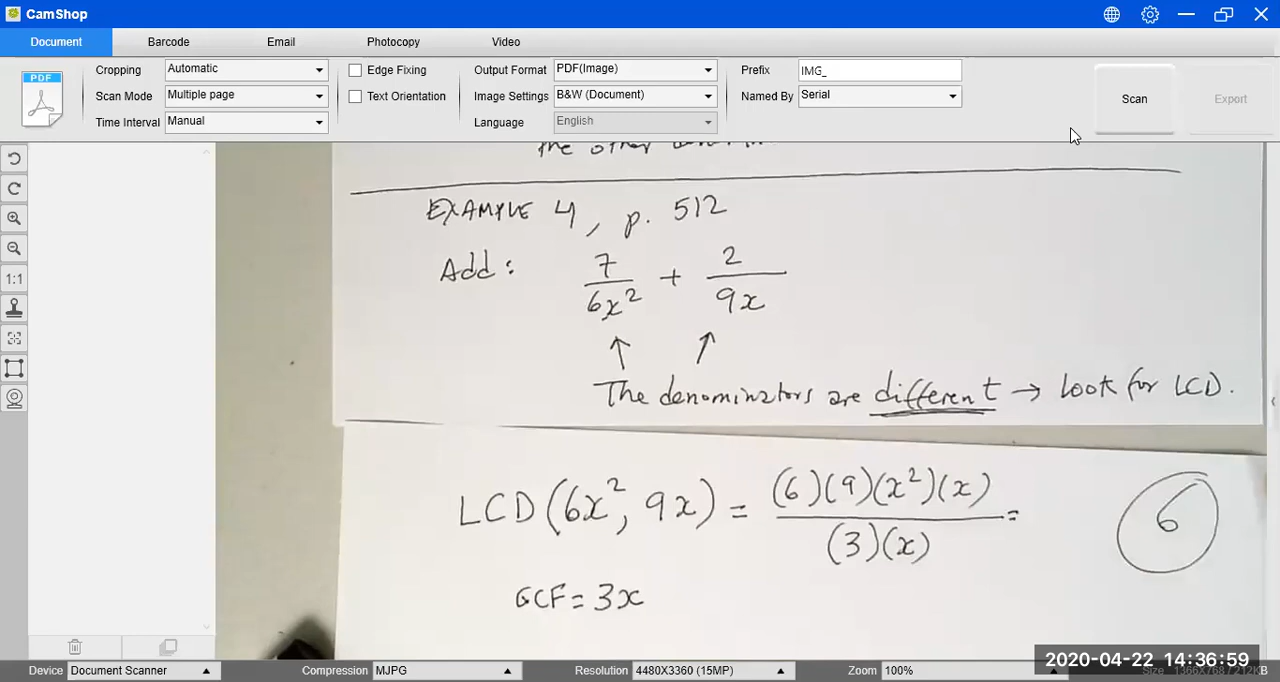 CamShop
Document Barcode Email Photocopy Video
PDF
Cropping Automatic
Scan Mode Multiple page
Time Interval Manual
Edge Fixing
Text Orientation
Output Format PDF(Image)
Image Settings B&W (Document)
Language English
Prefix IMG_
Named By Serial
Scan
Export
1:1
the other
EXAMPLE 4, p. 512
Add: 7/6x² + 2/9x
↑ ↑
The denominators are different → look for LCD.
LCD(6x², 9x) = (6)(9)(x²)(x)/(3)(x) =
6
GCF = 3x
Device Document Scanner Compression MJPG Resolution 4480X3360 (15MP) Zoom 100%
2020-04-22 14:36:59